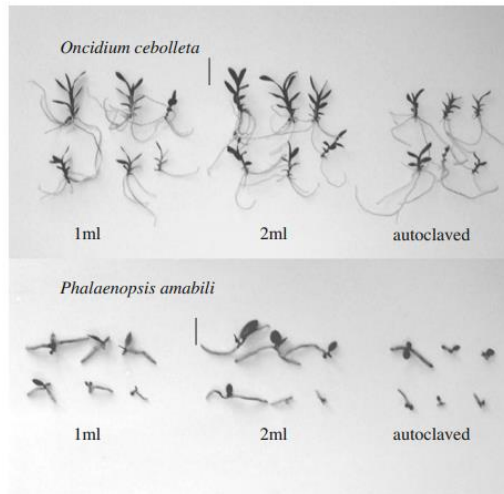 Oncidium cebolleta
1ml
2ml
autoclaved
Phalaenopsis amabili
1ml
2ml
autoclaved